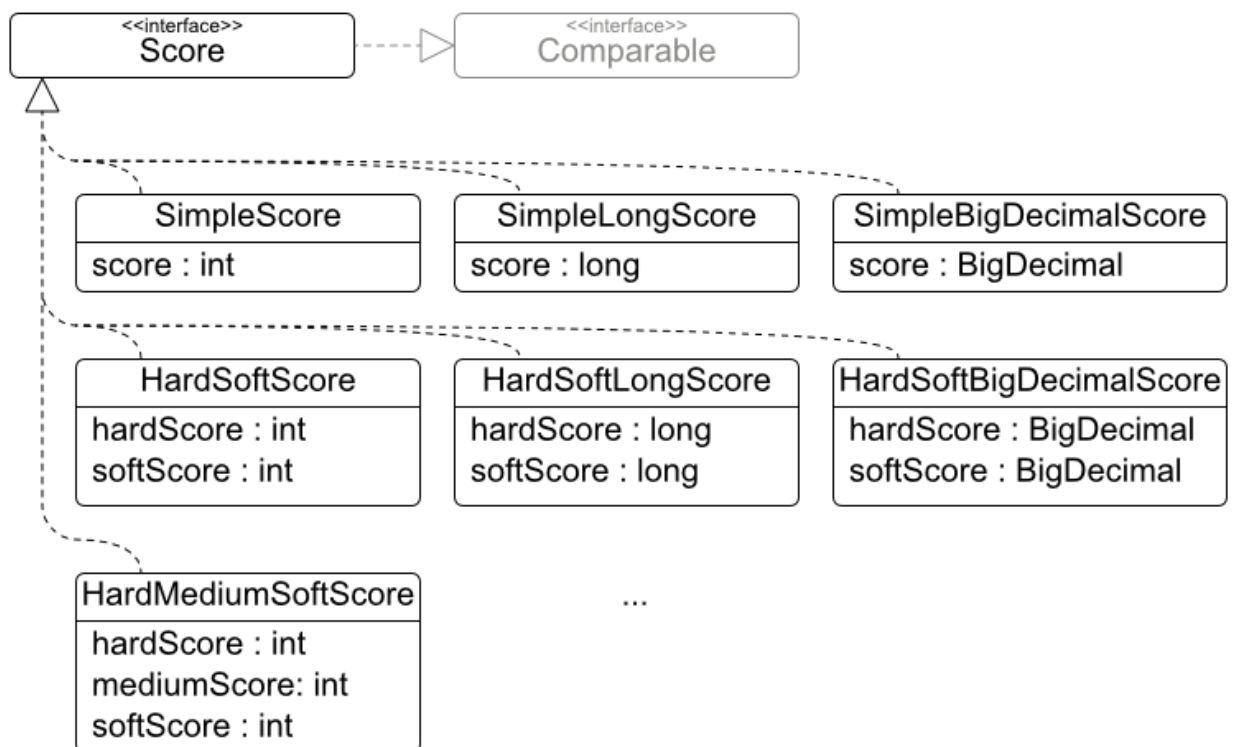 <<interface>>
Score
<<interface>>
Comparable
SimpleScore
score : int
SimpleLongScore
score : long
SimpleBigDecimalScore
score : BigDecimal
HardSoftScore
hardScore : int
softScore : int
HardSoftLongScore
hardScore : long
softScore : long
HardSoftBigDecimalScore
hardScore : BigDecimal
softScore : BigDecimal
HardMediumSoftScore
hardScore : int
mediumScore: int
softScore : int
...